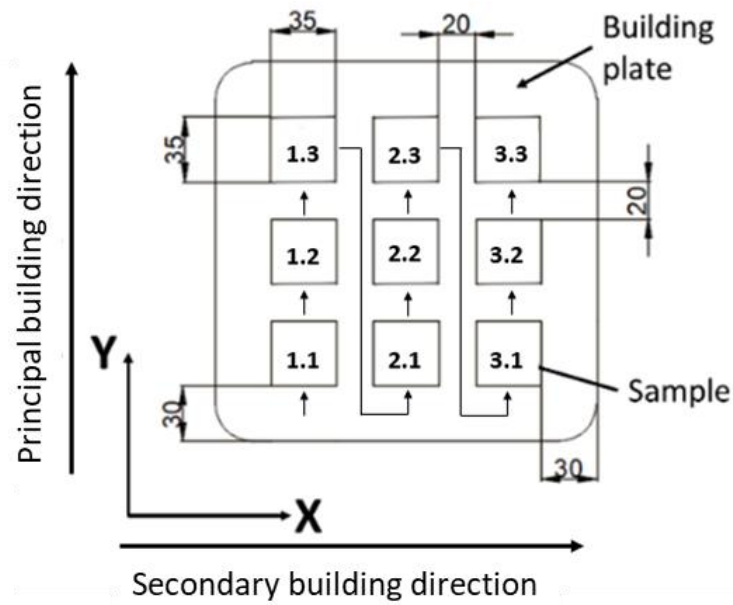 35
20
Building
plate
Principal building direction
35
1.3
2.3
3.3
20
1.2
2.2
3.2
Y
1.1
2.1
3.1
Sample
30
30
X
Secondary building direction